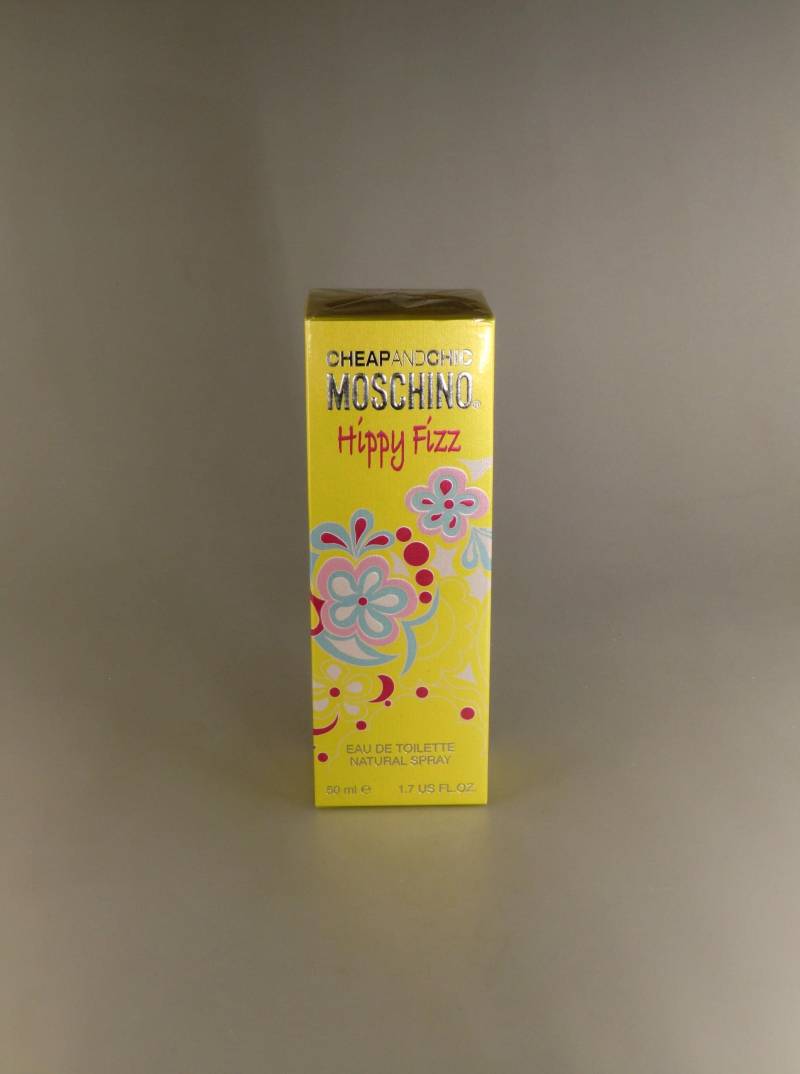 CHEAPANDCHIC
MOSCHINO®
Hippy Fizz
EAU DE TOILETTE
NATURAL SPRAY
50 ml ℮ 1.7 US FL.OZ.